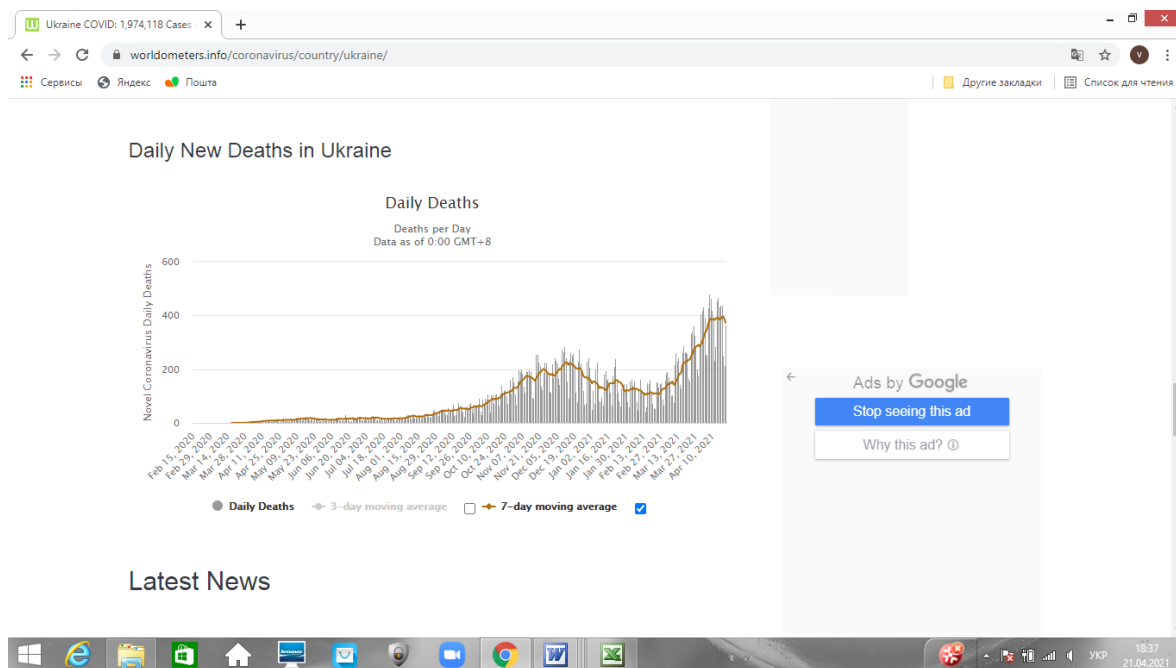 Ukraine COVID: 1,974,118 Cases
worldometers.info/coronavirus/country/ukraine/
V
Сервисы Яндекс Пошта Другие закладки Список для чтения
Daily New Deaths in Ukraine
Daily Deaths
Deaths per Day
Data as of 0:00 GMT+8
Novel Coronavirus Daily Deaths
600
400
200
0
Feb 15, 2020
Feb 29, 2020
Mar 14, 2020
Mar 28, 2020
Apr 11, 2020
Apr 25, 2020
May 09, 2020
May 23, 2020
Jun 06, 2020
Jun 20, 2020
Jul 04, 2020
Jul 18, 2020
Aug 01, 2020
Aug 15, 2020
Aug 29, 2020
Sep 12, 2020
Sep 26, 2020
Oct 10, 2020
Oct 24, 2020
Nov 07, 2020
Nov 21, 2020
Dec 05, 2020
Dec 19, 2020
Jan 02, 2021
Jan 16, 2021
Jan 30, 2021
Feb 13, 2021
Feb 27, 2021
Mar 13, 2021
Mar 27, 2021
Apr 10, 2021
Daily Deaths 3-day moving average 7-day moving average
Ads by Google
Stop seeing this ad
Why this ad?
Latest News
УКР
18:37
21.04.2021